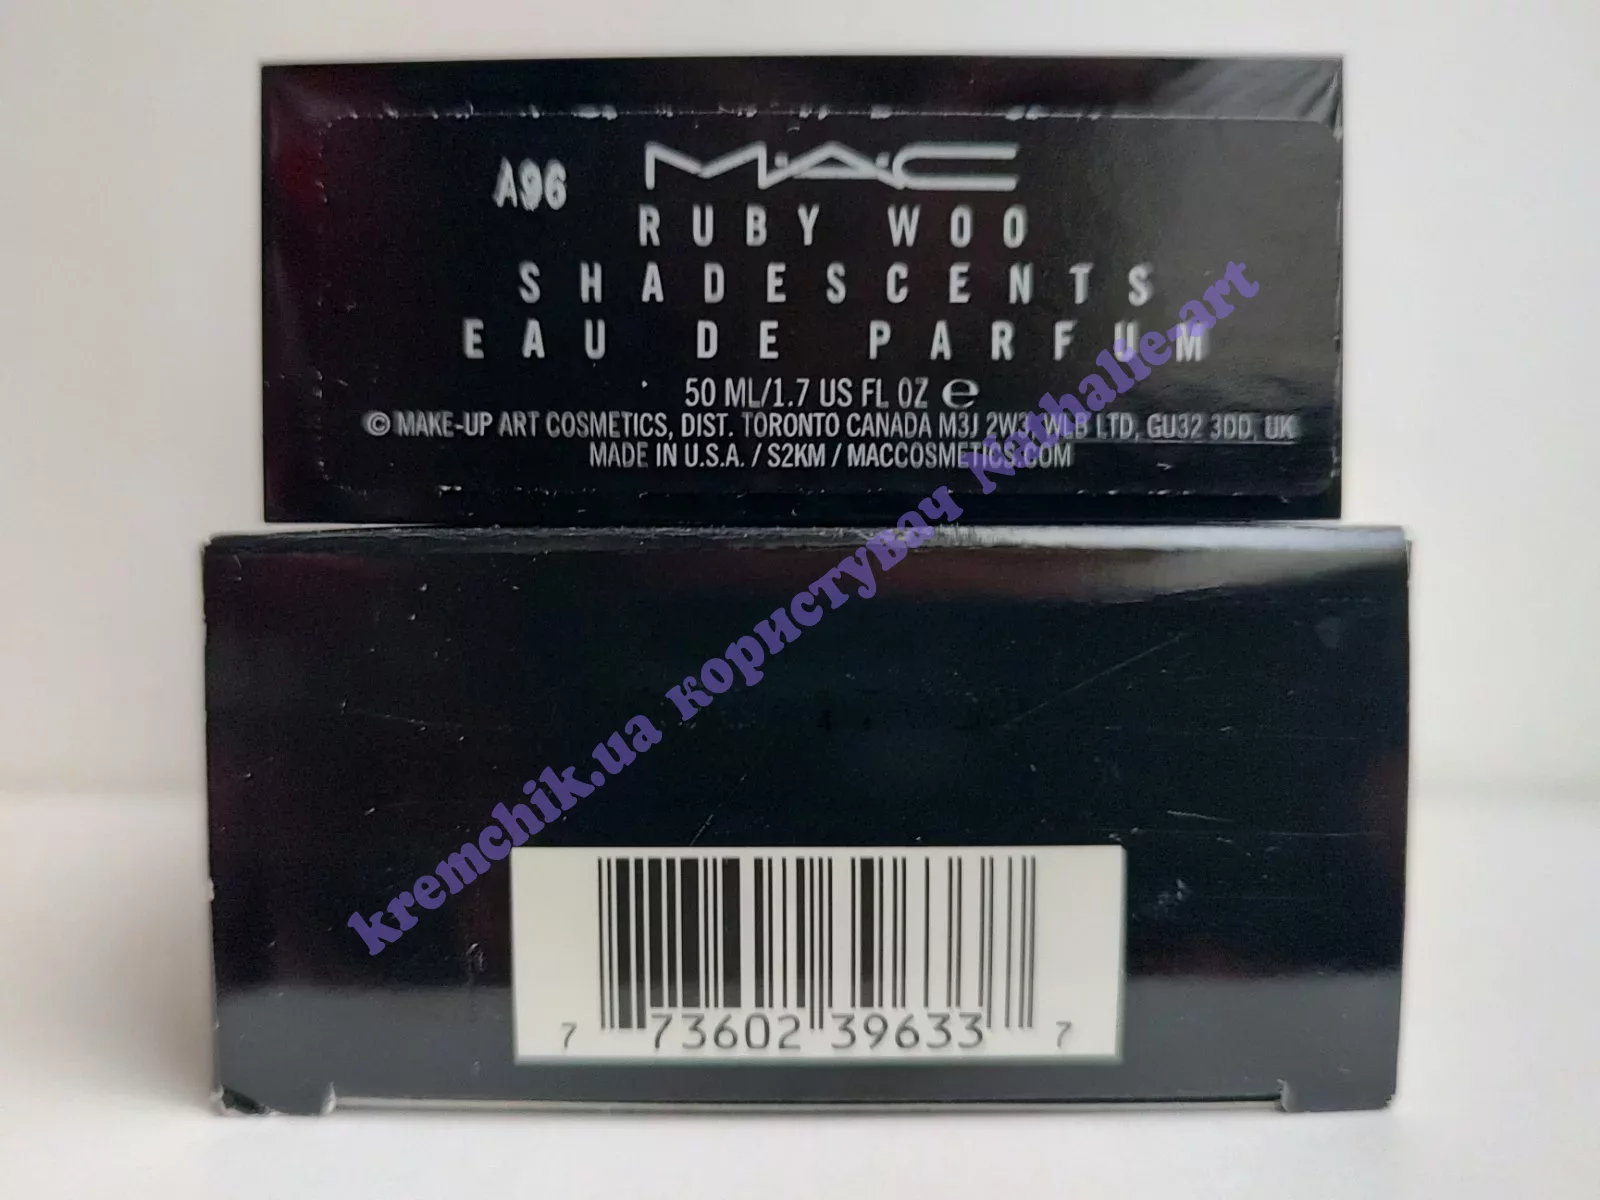 A96
M·A·C
RUBY WOO
SHADESCENTS
EAU DE PARFUM
50 ML/1.7 US FL OZ ℮
© MAKE-UP ART COSMETICS, DIST. TORONTO CANADA M3J 2W3, WLB LTD, GU32 3DD, UK
MADE IN U.S.A. / S2KM / MACCOSMETICS.COM
kremchik.ua користувач Nathalie-art
7 73602 39633 7